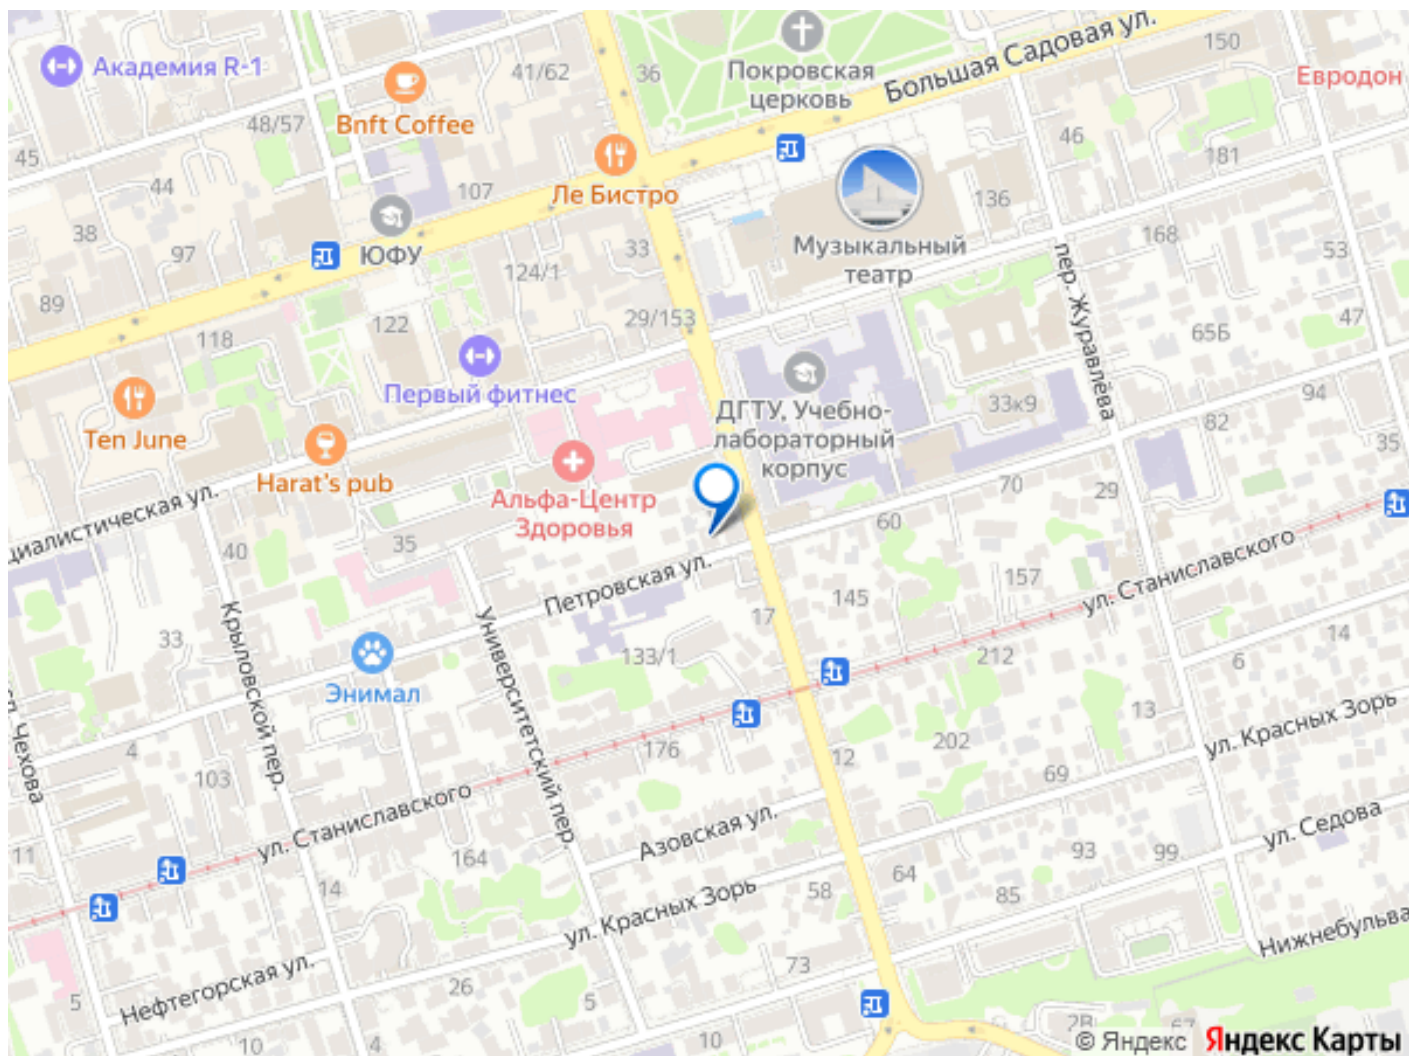 Академия R-1
Bnft Coffee
41/62
36
Покровская
церковь
Большая Садовая ул.
150
Евродон
45
48/57
44
107
Ле Бистро
46
181
38
97
ЮФУ
33
124/1
136
Музыкальный
театр
168
53
89
118
122
29/153
пер. Журавлёва
65Б
47
Первый фитнес
Ten June
Harat's pub
ДГТУ, Учебно-
лабораторный
корпус
33к9
94
82
35
Альфа-Центр
Здоровья
циалистическая ул.
40
35
70
29
60
Петровская ул.
157
145
ул. Станиславского
17
33
Крыловской пер.
Университетский пер.
133/1
212
14
6
Энимал
Чехова
4
103
176
12
202
13
69
ул. Красных Зорь
ул. Станиславского
Азовская ул.
ул. Седова
11
164
14
93
99
64
58
85
ул. Красных Зорь
Нижнебульва
Нефтегорская ул.
73
26
5
5
10
4
10
2В
67
© Яндекс Яндекс Карты